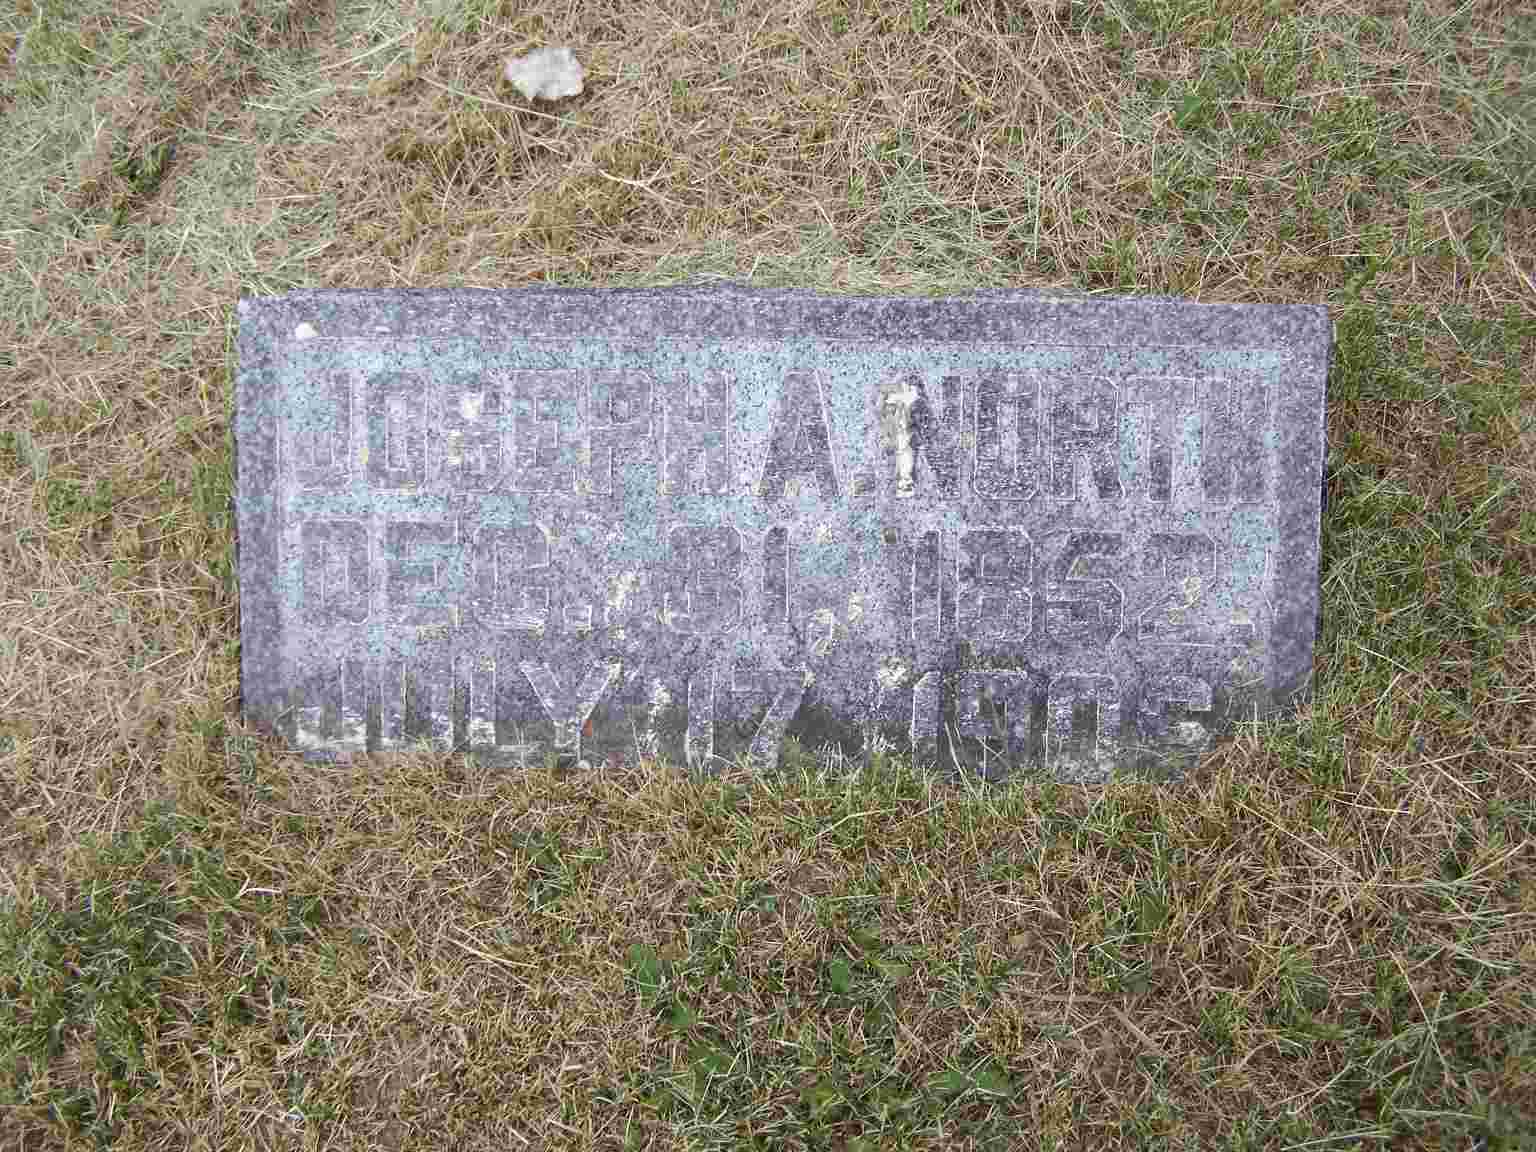 JOSEPH A. NORTH
DEC. 31, 1862
JULY 17, 1906